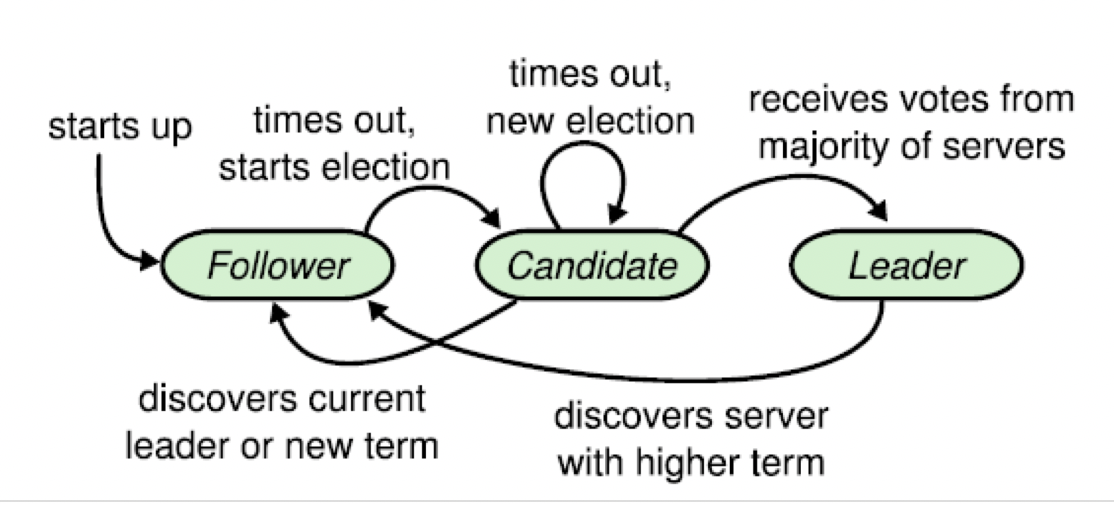 starts up
times out,
starts election
times out,
new election
receives votes from
majority of servers
Follower
Candidate
Leader
discovers current
leader or new term
discovers server
with higher term